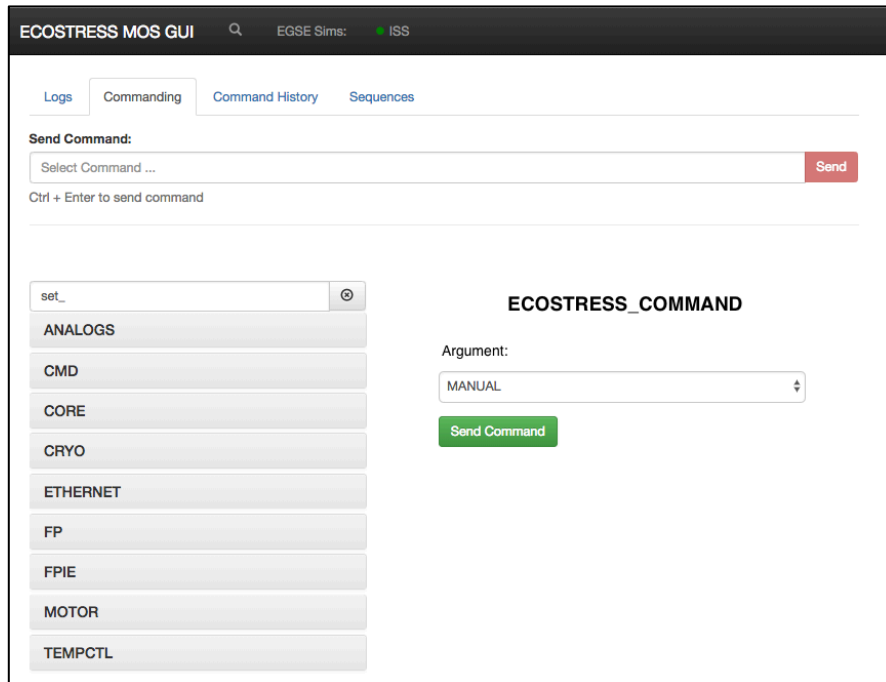 ECOSTRESS MOS GUI EGSE Sims: ISS
Logs Commanding Command History Sequences
Send Command:
Select Command ... Send
Ctrl + Enter to send command
set_
ANALOGS
CMD
CORE
CRYO
ETHERNET
FP
FPIE
MOTOR
TEMPCTL
ECOSTRESS_COMMAND
Argument:
MANUAL
Send Command